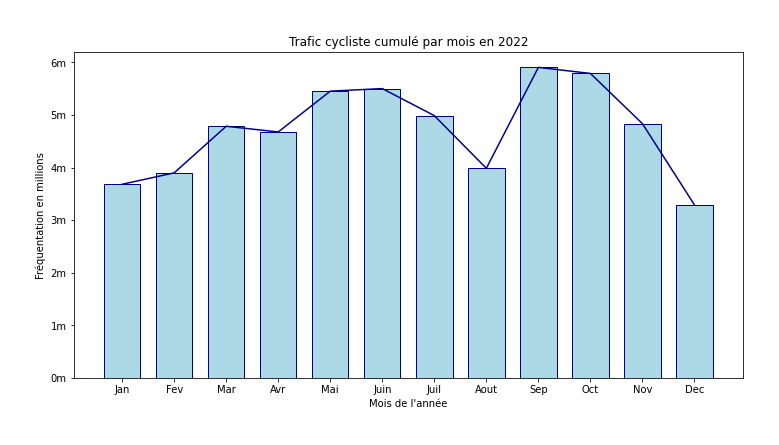 Trafic cycliste cumulé par mois en 2022
Fréquentation en millions
6m
5m
4m
3m
2m
1m
0m
Jan Fev Mar Avr Mai Juin Juil Aout Sep Oct Nov Dec
Mois de l'année